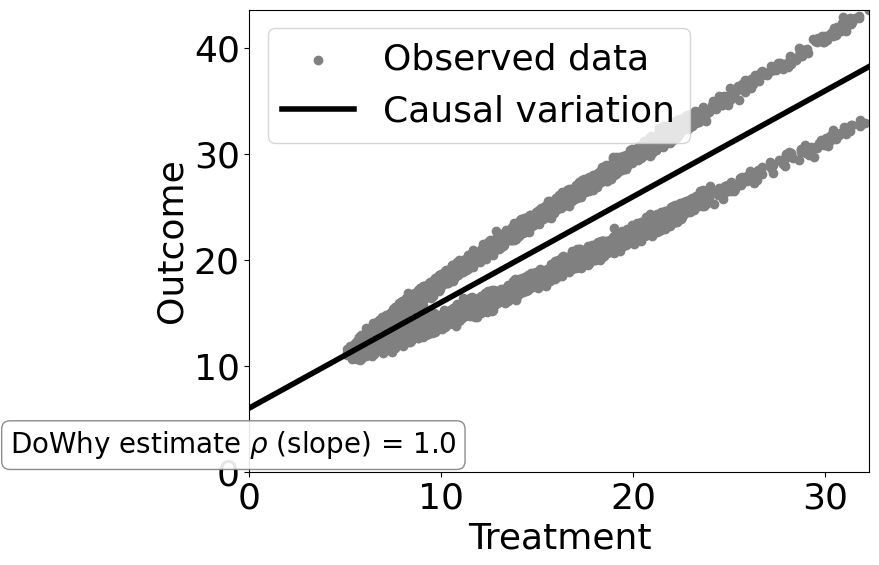 40
30
20
10
0
Outcome
Observed data
Causal variation
DoWhy estimate ρ (slope) = 1.0
0 10 20 30
Treatment